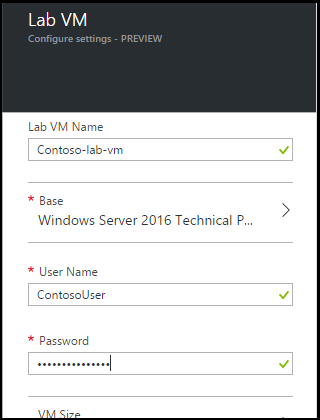 Lab VM
Configure settings - PREVIEW
Lab VM Name
Contoso-lab-vm
* Base
Windows Server 2016 Technical P...
* User Name
ContosoUser
* Password
•••••••••••••••
VM Size